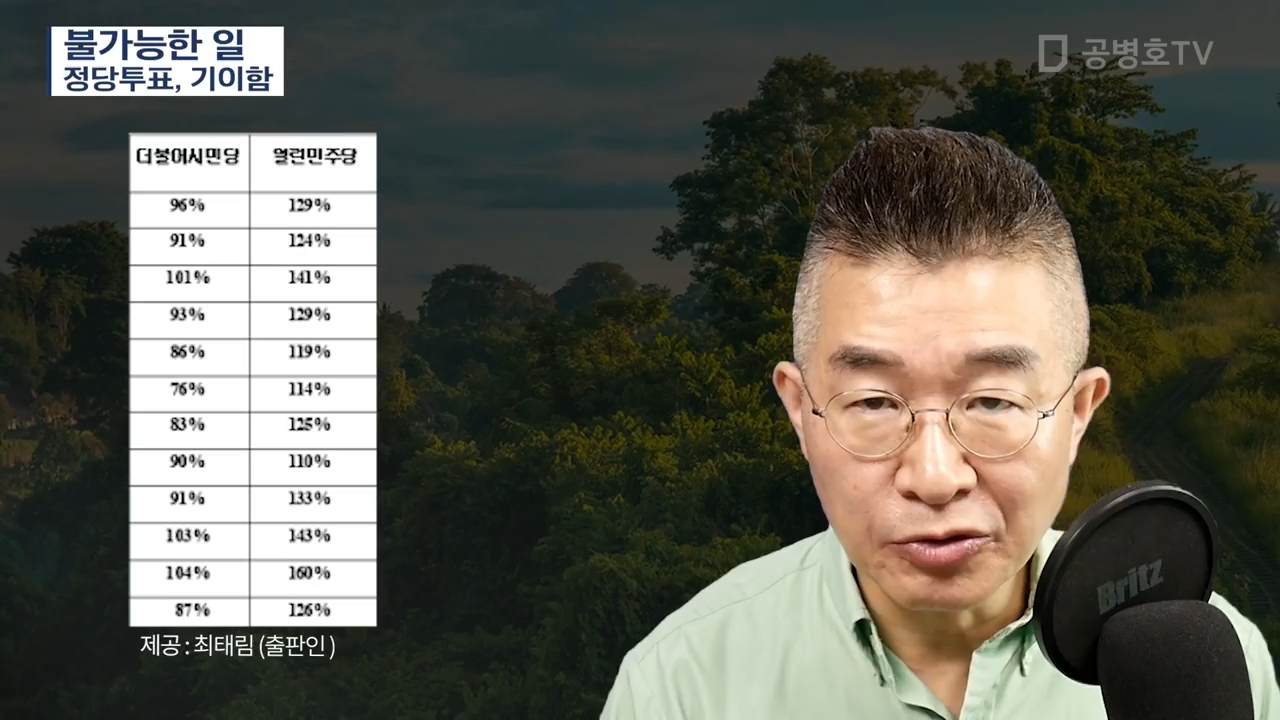 불가능한 일
정당투표, 기이함
공병호TV
더불어시민당 열린민주당
96% 129%
91% 124%
101% 141%
93% 129%
86% 119%
76% 114%
83% 125%
90% 110%
91% 133%
103% 143%
104% 160%
87% 126%
제공 : 최태림 (출판인)
Britz